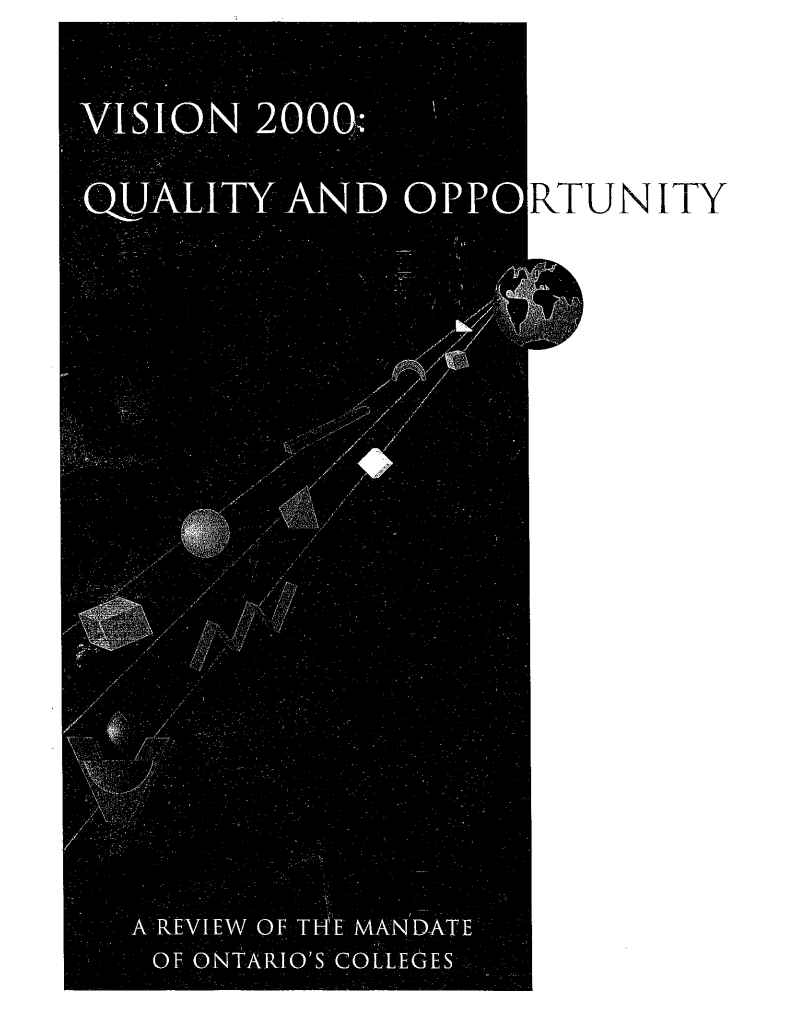 VISION 2000:
QUALITY AND OPPORTUNITY
A REVIEW OF THE MANDATE
OF ONTARIO'S COLLEGES